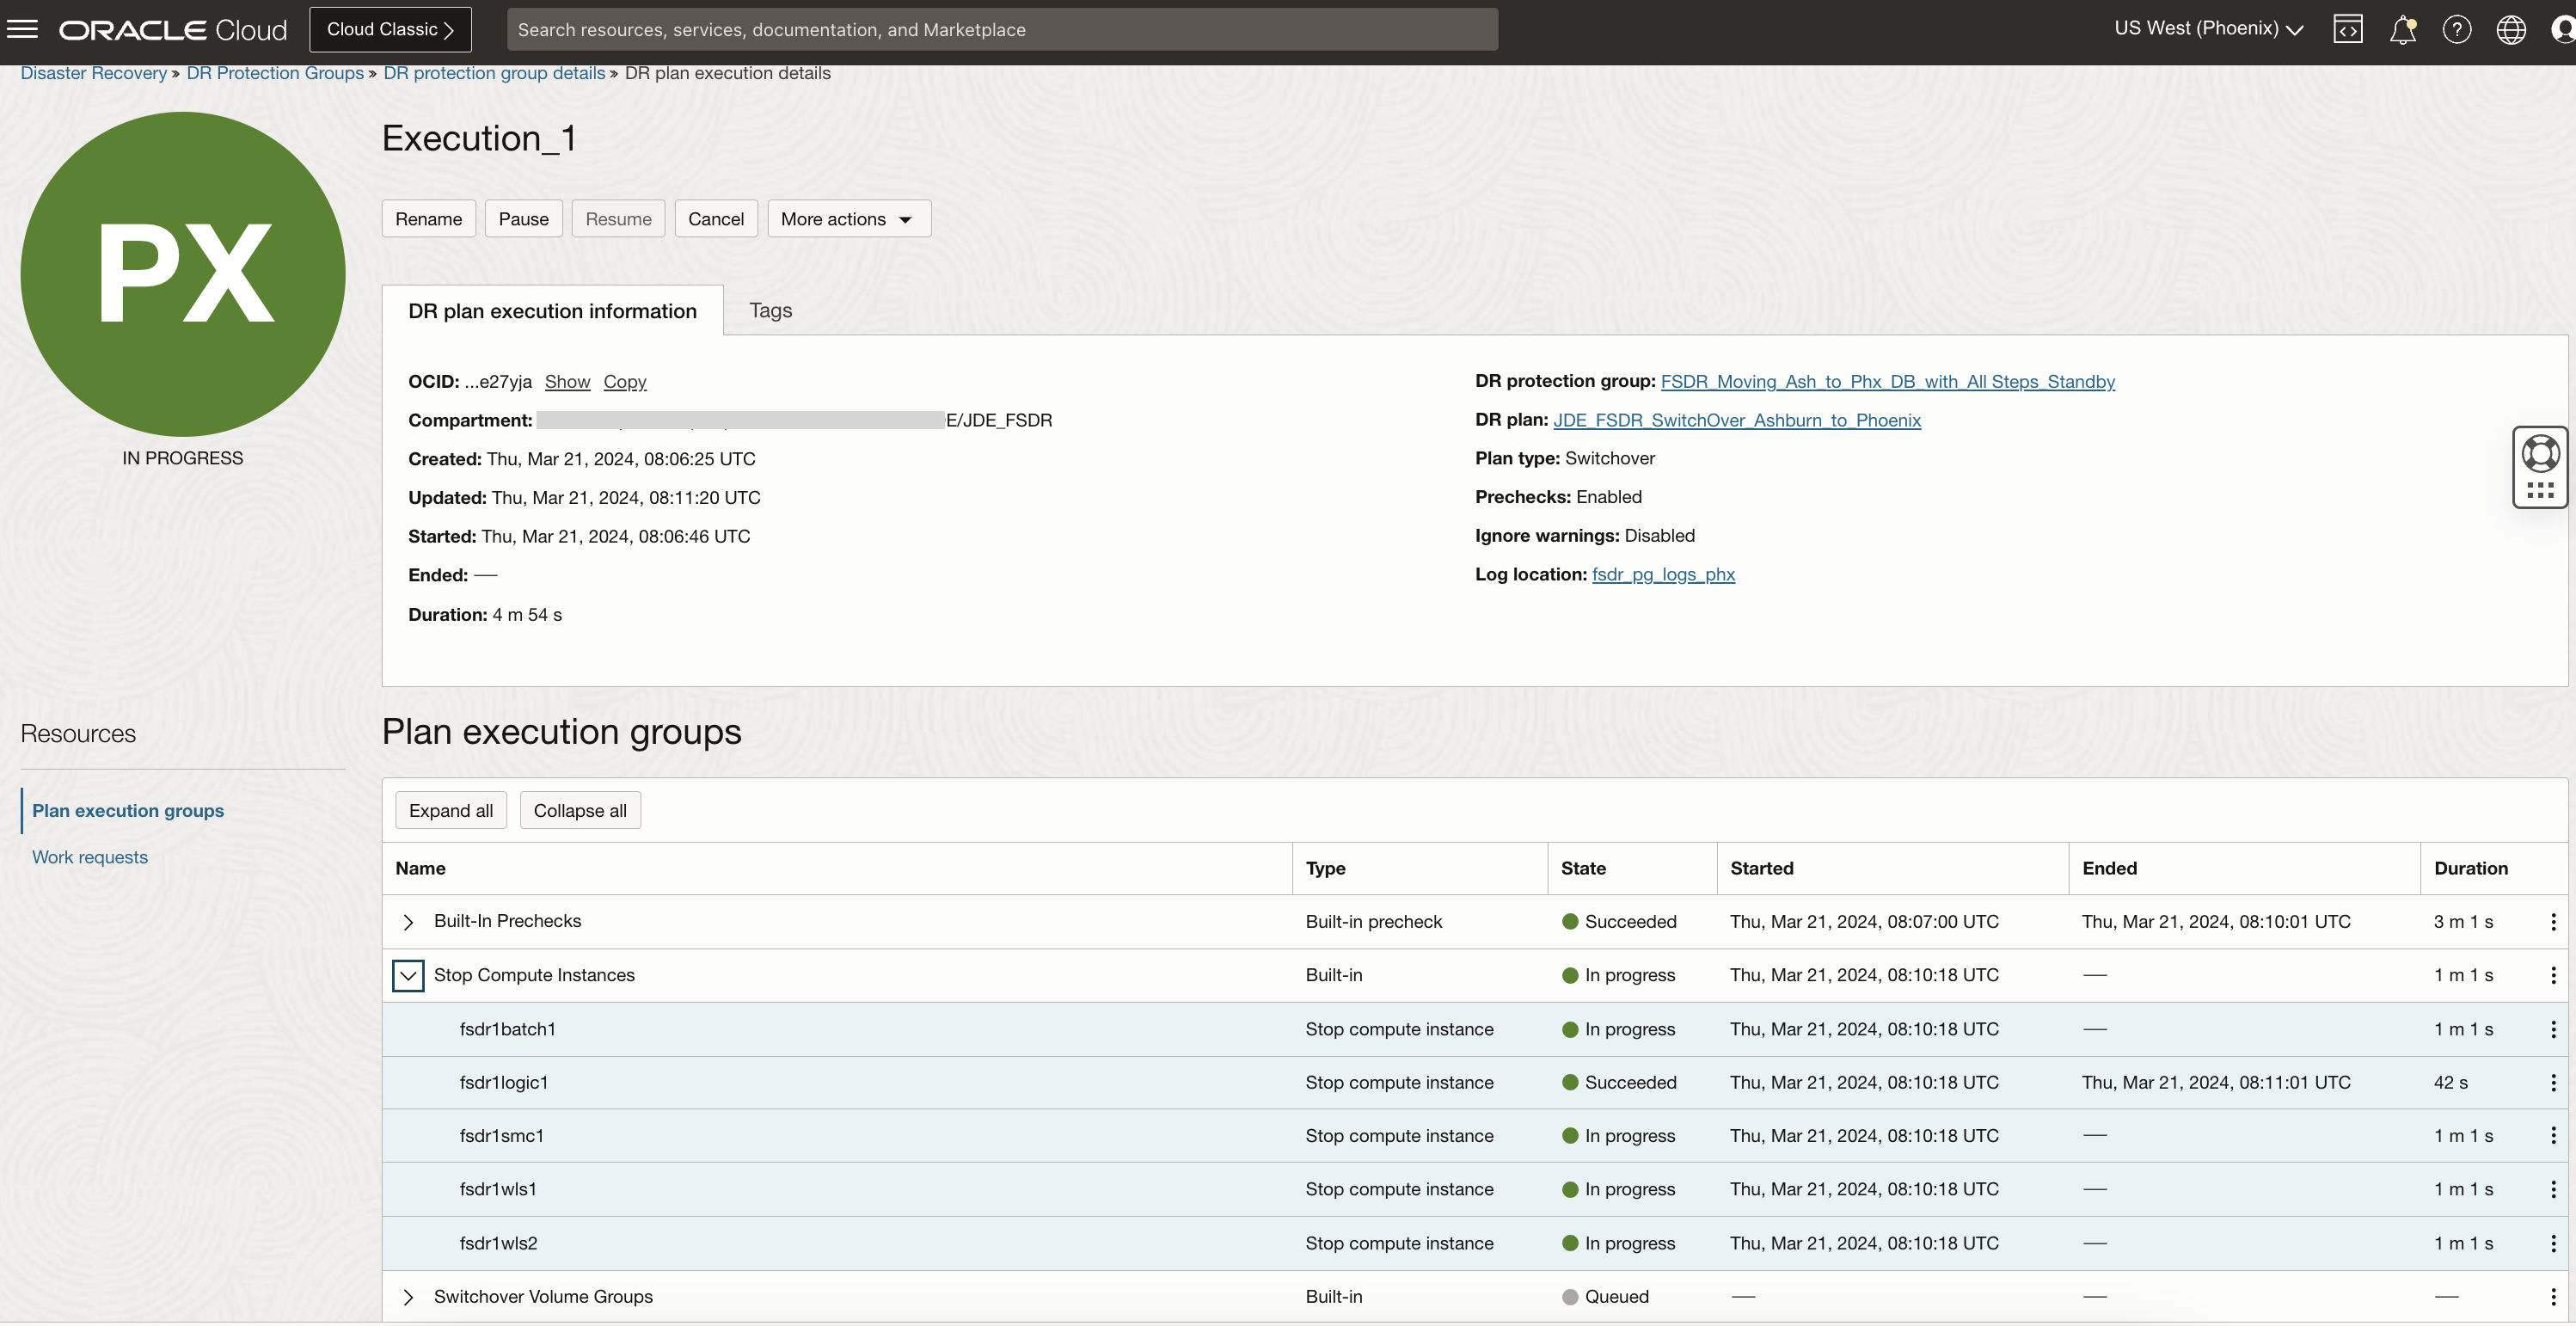 ORACLE Cloud
Cloud Classic
Search resources, services, documentation, and Marketplace
US West (Phoenix)
Disaster Recovery » DR Protection Groups » DR protection group details » DR plan execution details
PX
IN PROGRESS
Execution_1
Rename Pause Resume Cancel More actions
DR plan execution information Tags
OCID: ...e27yja Show Copy
Compartment: E/JDE_FSDR
Created: Thu, Mar 21, 2024, 08:06:25 UTC
Updated: Thu, Mar 21, 2024, 08:11:20 UTC
Started: Thu, Mar 21, 2024, 08:06:46 UTC
Ended: —
Duration: 4 m 54 s
DR protection group: FSDR_Moving_Ash_to_Phx_DB_with_All Steps_Standby
DR plan: JDE_FSDR_SwitchOver_Ashburn_to_Phoenix
Plan type: Switchover
Prechecks: Enabled
Ignore warnings: Disabled
Log location: fsdr_pg_logs_phx
Resources
Plan execution groups
Work requests
Plan execution groups
Expand all Collapse all
Name Type State Started Ended Duration
Built-In Prechecks Built-in precheck Succeeded Thu, Mar 21, 2024, 08:07:00 UTC Thu, Mar 21, 2024, 08:10:01 UTC 3 m 1 s
Stop Compute Instances Built-in In progress Thu, Mar 21, 2024, 08:10:18 UTC — 1 m 1 s
fsdr1batch1 Stop compute instance In progress Thu, Mar 21, 2024, 08:10:18 UTC — 1 m 1 s
fsdr1logic1 Stop compute instance Succeeded Thu, Mar 21, 2024, 08:10:18 UTC Thu, Mar 21, 2024, 08:11:01 UTC 42 s
fsdr1smc1 Stop compute instance In progress Thu, Mar 21, 2024, 08:10:18 UTC — 1 m 1 s
fsdr1wls1 Stop compute instance In progress Thu, Mar 21, 2024, 08:10:18 UTC — 1 m 1 s
fsdr1wls2 Stop compute instance In progress Thu, Mar 21, 2024, 08:10:18 UTC — 1 m 1 s
Switchover Volume Groups Built-in Queued — — —